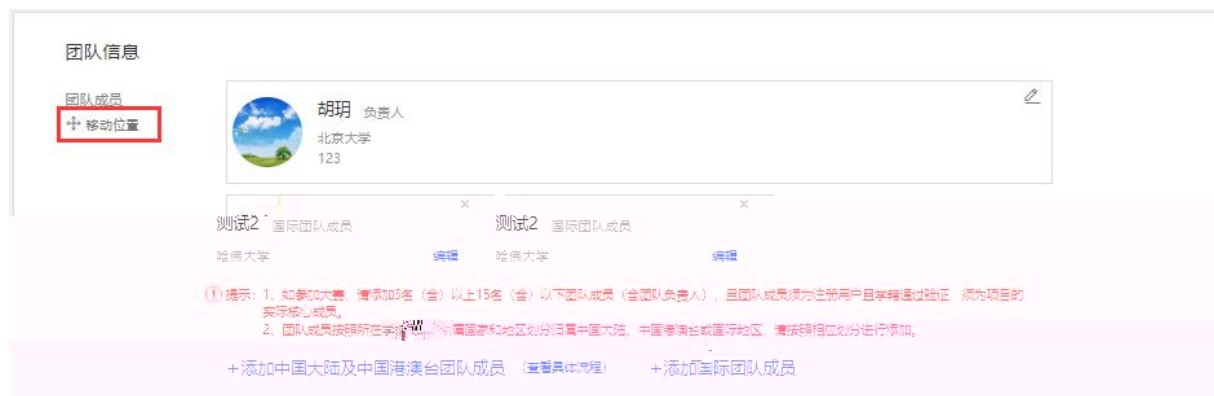 团队信息
团队成员
移动位置
胡玥 负责人
北京大学
123
测试2 国际团队成员
哈佛大学 编辑
测试2 国际团队成员
哈佛大学 编辑
提示：1、如参加大赛，请添加3名（含）以上15名（含）以下团队成员（含团队负责人），且团队成员须为注册用户且学籍通过验证，须为项目的
实际核心成员。
2、团队成员按照所在学 属国家和地区划分归属中国大陆、中国港澳台或国际地区，请按照相应划分进行添加。
+添加中国大陆及中国港澳台团队成员 （查看具体流程） +添加国际团队成员